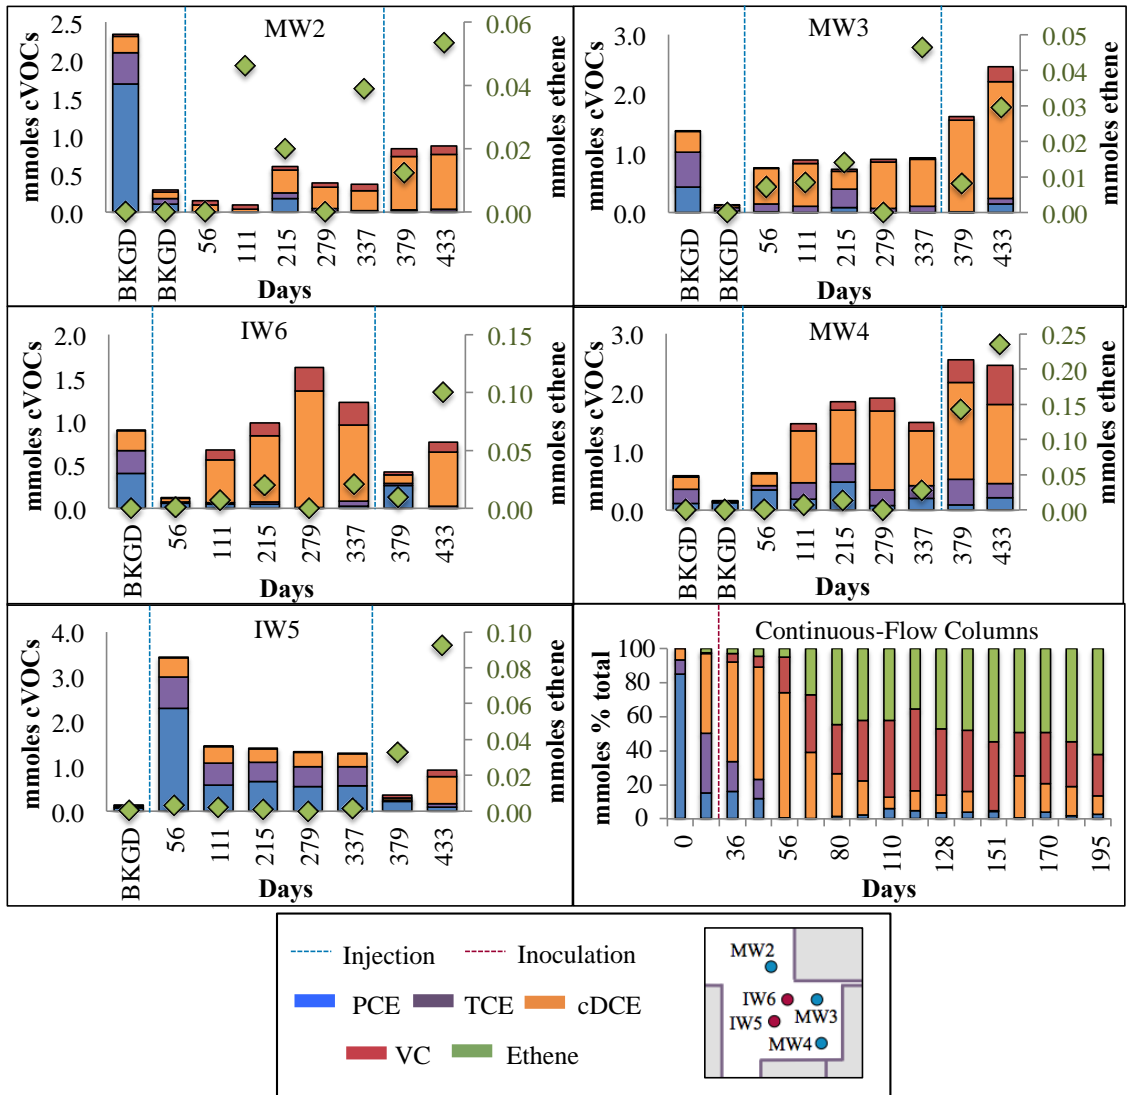 MW2
mmoles cVOCs
2.5
2.0
1.5
1.0
0.5
0.0
0.06
0.04
0.02
0.00
mmoles ethene
BKGD BKGD 56 111 215 279 337 379 433
Days
MW3
mmoles cVOCs
3.0
2.0
1.0
0.0
0.05
0.04
0.03
0.02
0.01
0.00
mmoles ethene
BKGD BKGD 56 111 215 279 337 379 433
Days
IW6
mmoles cVOCs
2.0
1.5
1.0
0.5
0.0
0.15
0.10
0.05
0.00
mmoles ethene
BKGD 56 111 215 279 337 379 433
Days
MW4
mmoles cVOCs
3.0
2.0
1.0
0.0
0.25
0.20
0.15
0.10
0.05
0.00
mmoles ethene
BKGD BKGD 56 111 215 279 337 379 433
Days
IW5
mmoles cVOCs
4.0
3.0
2.0
1.0
0.0
0.10
0.08
0.06
0.04
0.02
0.00
mmoles ethene
BKGD 56 111 215 279 337 379 433
Days
Continuous-Flow Columns
mmoles % total
100
80
60
40
20
0
0 36 56 80 110 128 151 170 195
Days
Injection Inoculation
PCE TCE cDCE
VC Ethene
MW2
IW6
MW3
IW5
MW4